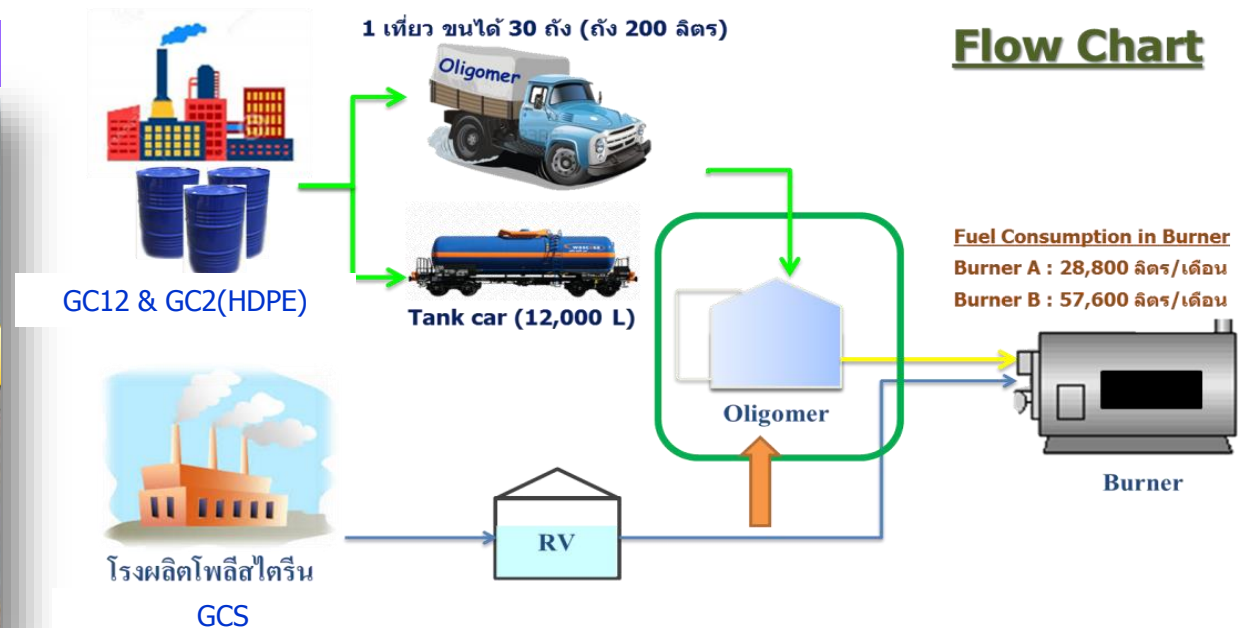 1 เที่ยว ขนได้ 30 ถัง (ถัง 200 ลิตร)
Flow Chart
Oligomer
GC12 & GC2(HDPE)
Tank car (12,000 L)
Fuel Consumption in Burner
Burner A : 28,800 ลิตร/เดือน
Burner B : 57,600 ลิตร/เดือน
Oligomer
Burner
RV
โรงผลิตโพลีสไตรีน
GCS